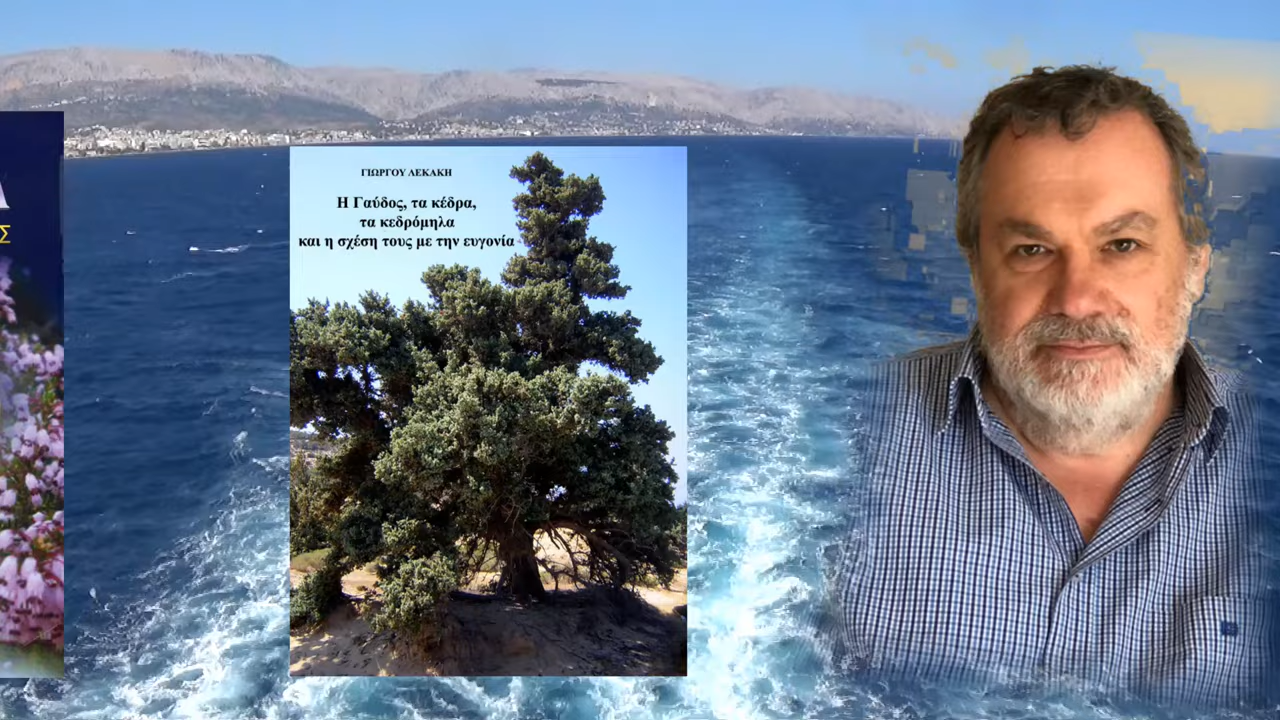 ΓΙΩΡΓΟΥ ΛΕΚΑΚΗ
Η Γαύδος, τα κέδρα,
τα κεδρόμηλα
και η σχέση τους με την ευγονία